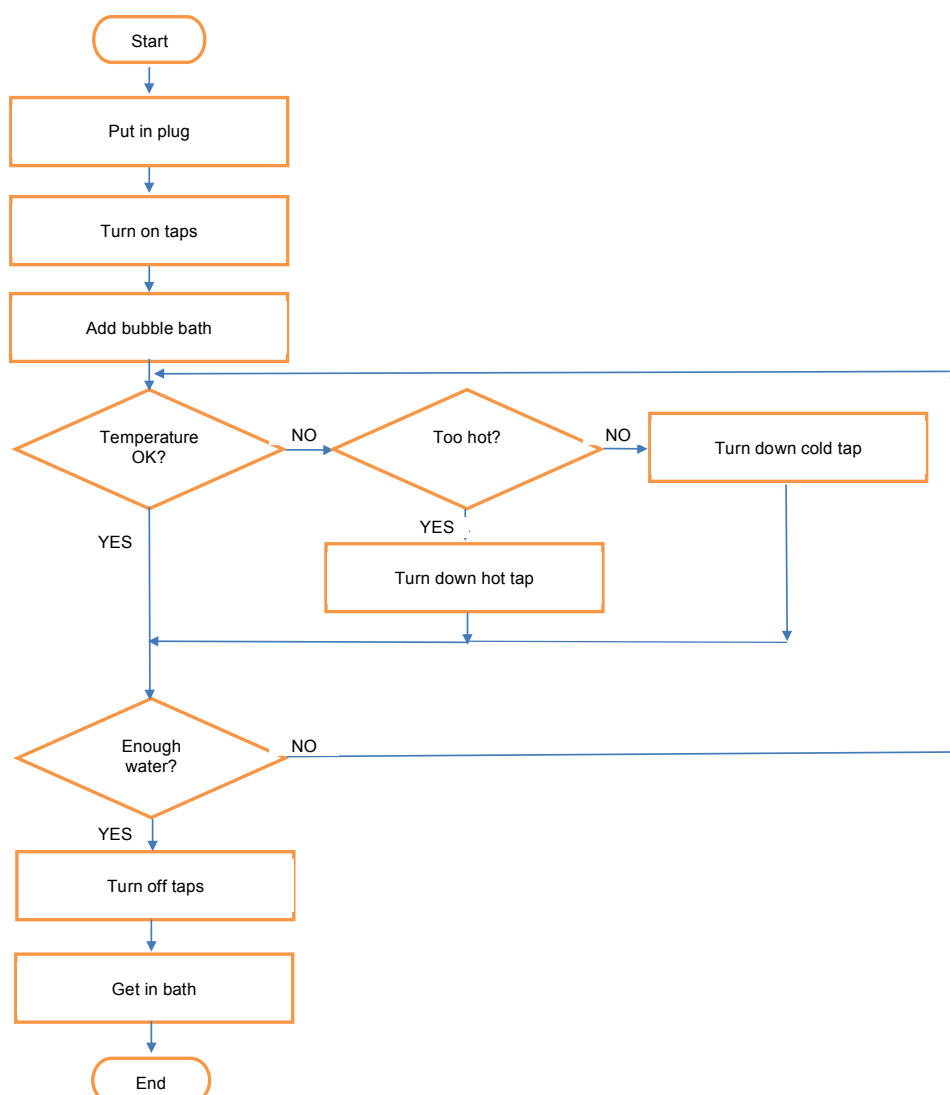 Start
Put in plug
Turn on taps
Add bubble bath
Temperature
OK?
NO
Too hot?
NO
Turn down cold tap
YES
YES
Turn down hot tap
Enough
water?
NO
YES
Turn off taps
Get in bath
End